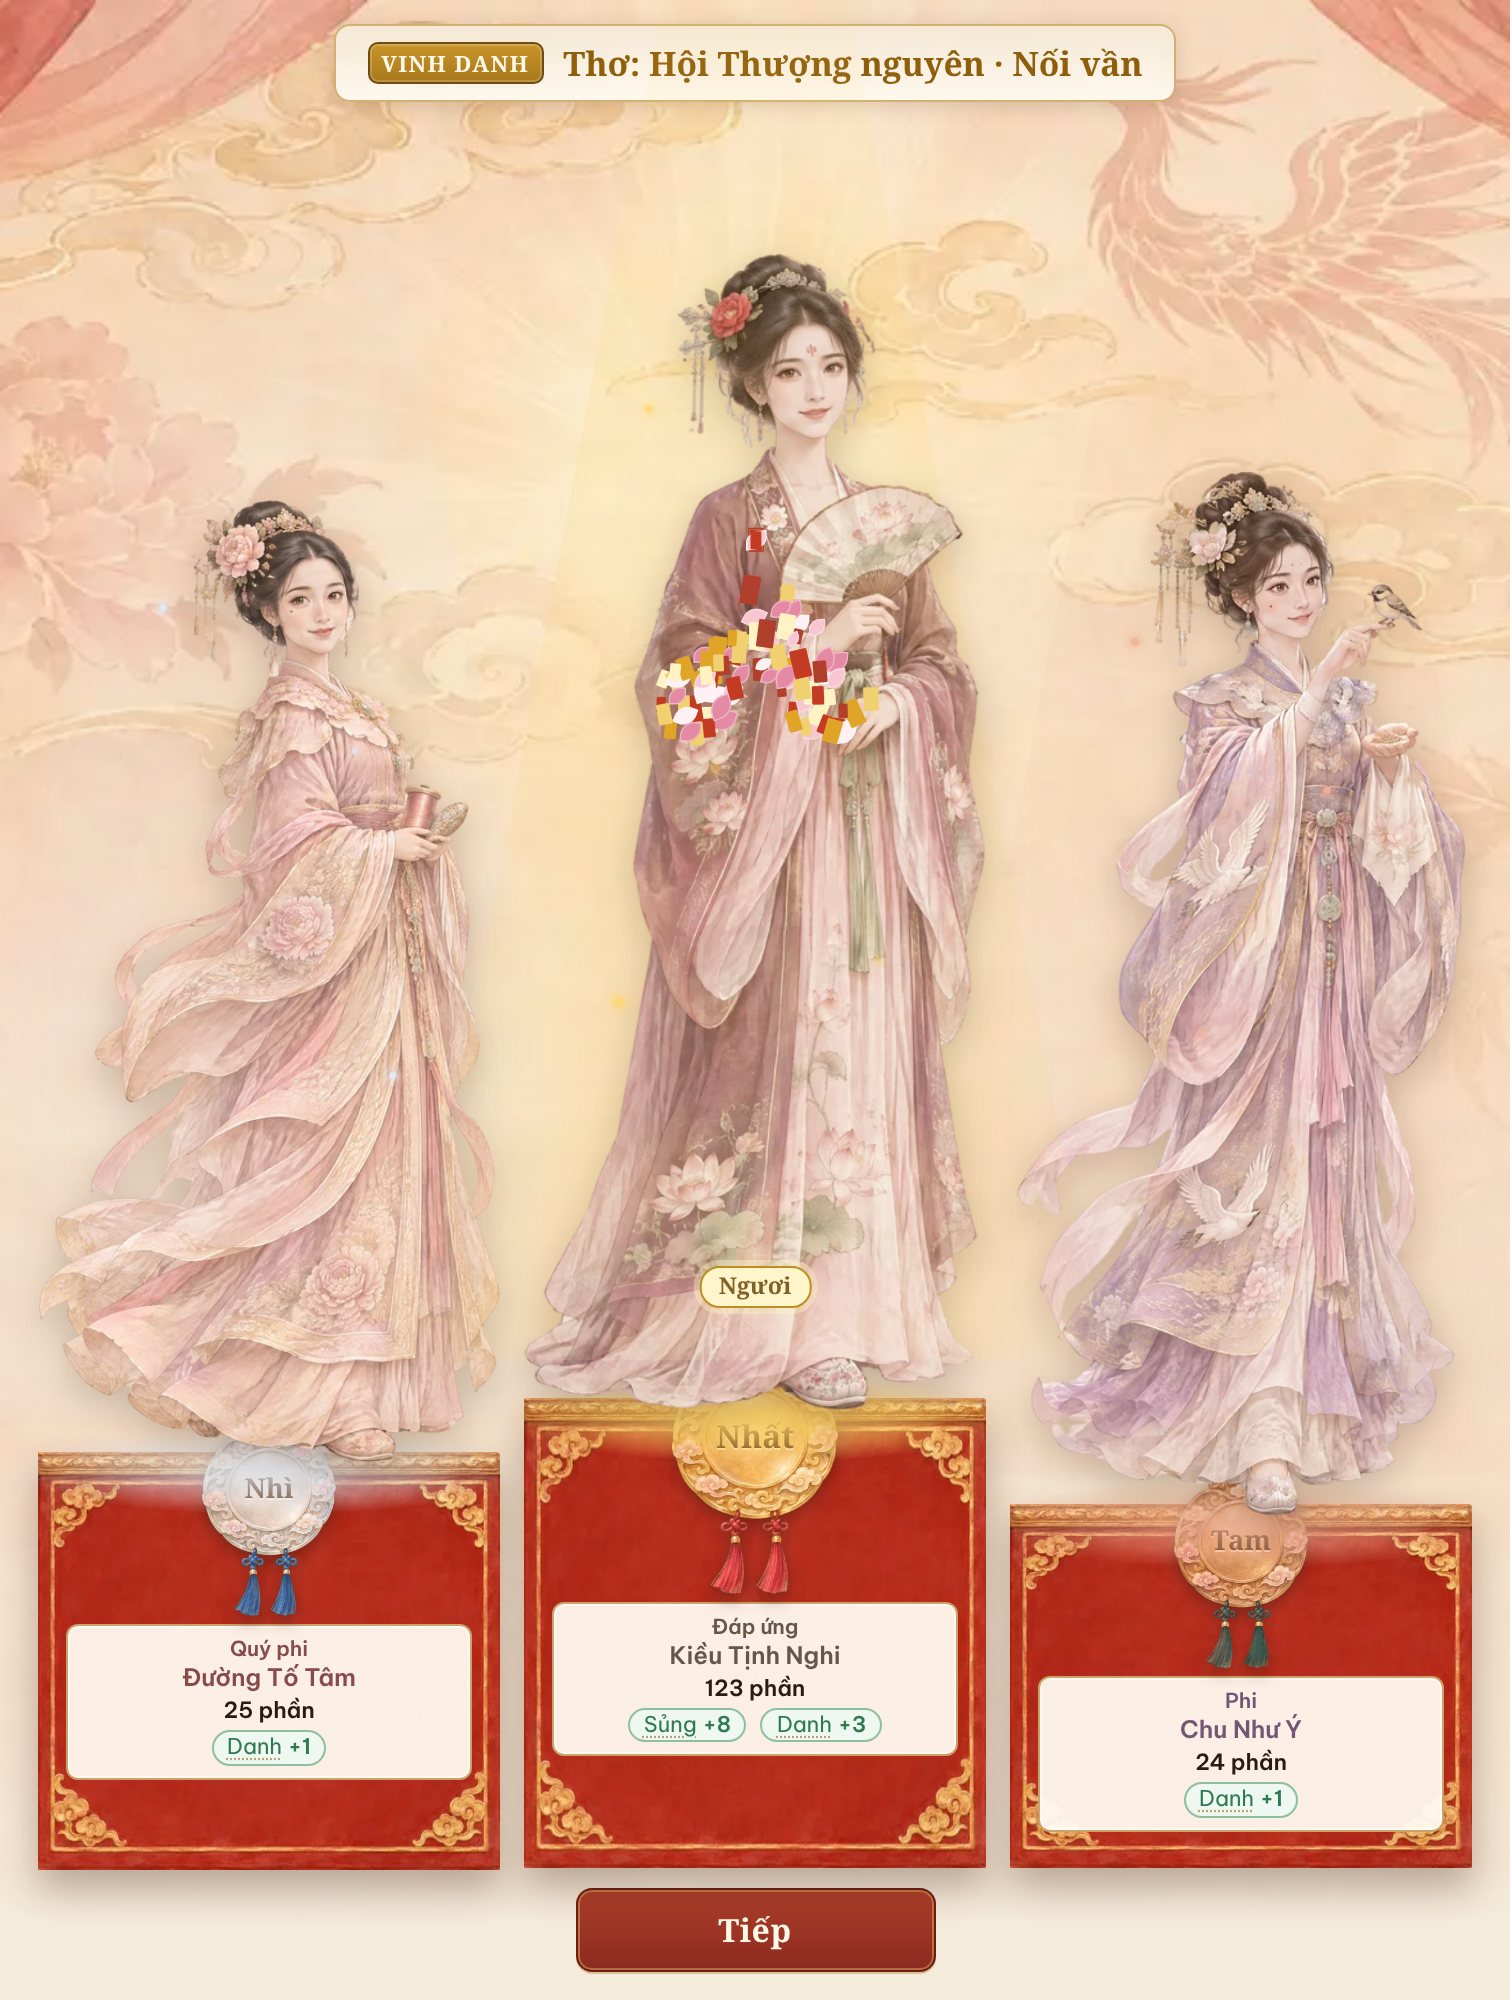 VINH DANH Thơ: Hội Thượng nguyên · Nối vần
Ngươi
Nhất
Đáp ứng
Kiều Tịnh Nghi
123 phần
Sủng +8 Danh +3
Nhì
Quý phi
Đường Tố Tâm
25 phần
Danh +1
Tam
Phi
Chu Như Ý
24 phần
Danh +1
Tiếp